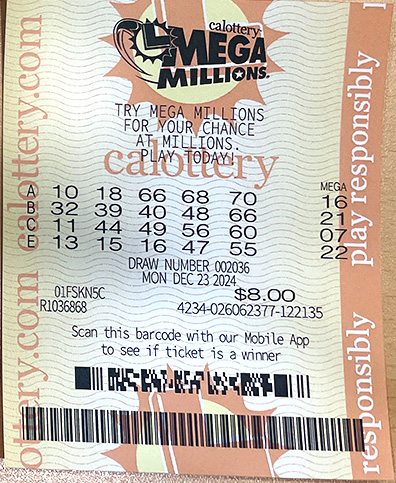 calottery
MEGA
MILLIONS
TRY MEGA MILLIONS
FOR YOUR CHANCE
AT MILLIONS.
PLAY TODAY!
calottery
MEGA
A 10 18 66 68 70 16
B 32 39 40 48 66 21
C 11 44 49 56 60 07
E 13 15 16 47 55 22
DRAW NUMBER 002036
MON DEC 23 2024
01FSKN5C $8.00
R1036868 4234-026062377-122135
Scan this barcode with our Mobile App
to see if ticket is a winner
ottery.com calottery.com
play responsibly
responsibly